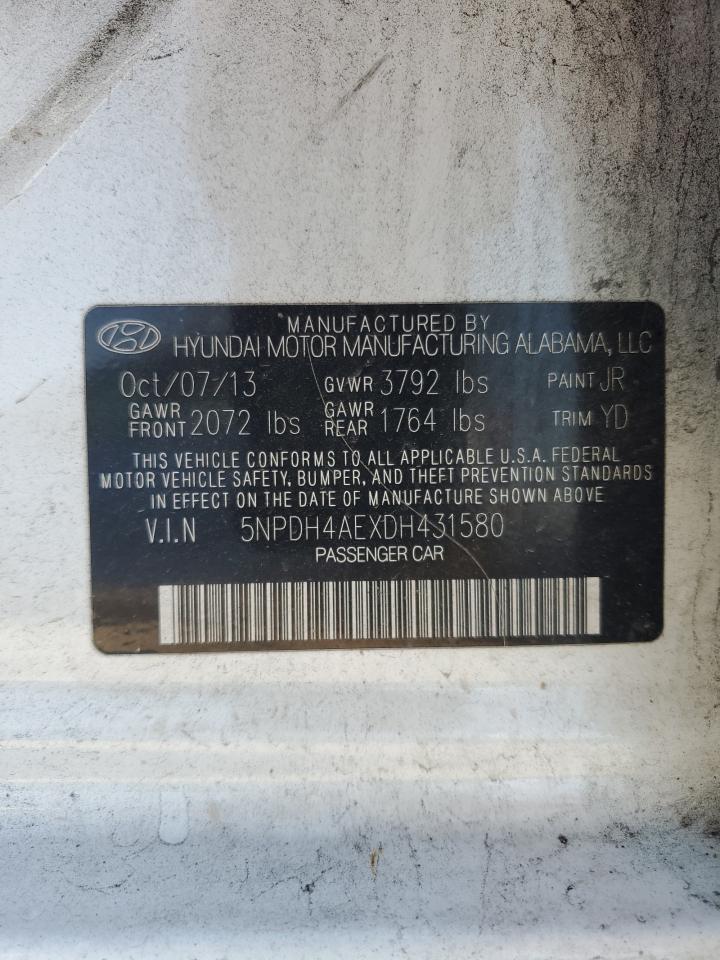 MANUFACTURED BY
HYUNDAI MOTOR MANUFACTURING ALABAMA, LLC
Oct/07/13 GVWR 3792 lbs PAINT JR
GAWR FRONT 2072 lbs GAWR REAR 1764 lbs TRIM YD
THIS VEHICLE CONFORMS TO ALL APPLICABLE U.S.A. FEDERAL
MOTOR VEHICLE SAFETY, BUMPER, AND THEFT PREVENTION STANDARDS
IN EFFECT ON THE DATE OF MANUFACTURE SHOWN ABOVE
V.I.N 5NPDH4AEXDH431580
PASSENGER CAR